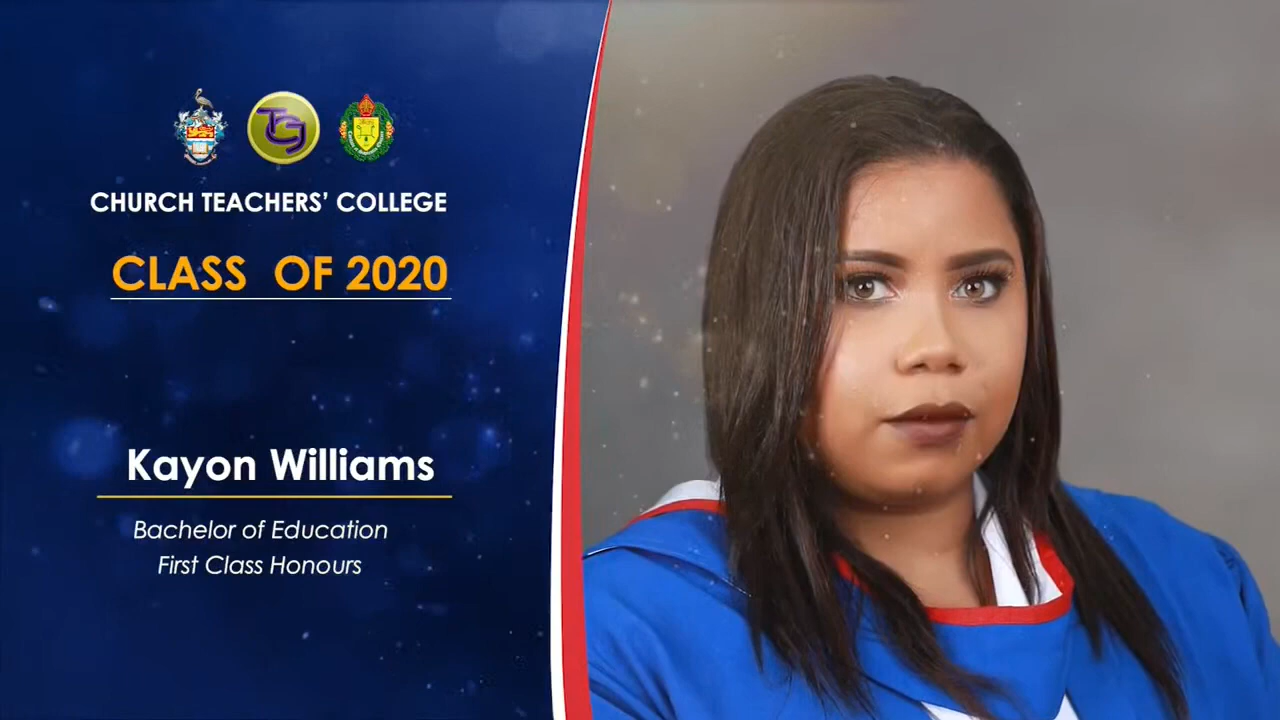 CHURCH TEACHERS’ COLLEGE
CLASS OF 2020
Kayon Williams
Bachelor of Education
First Class Honours